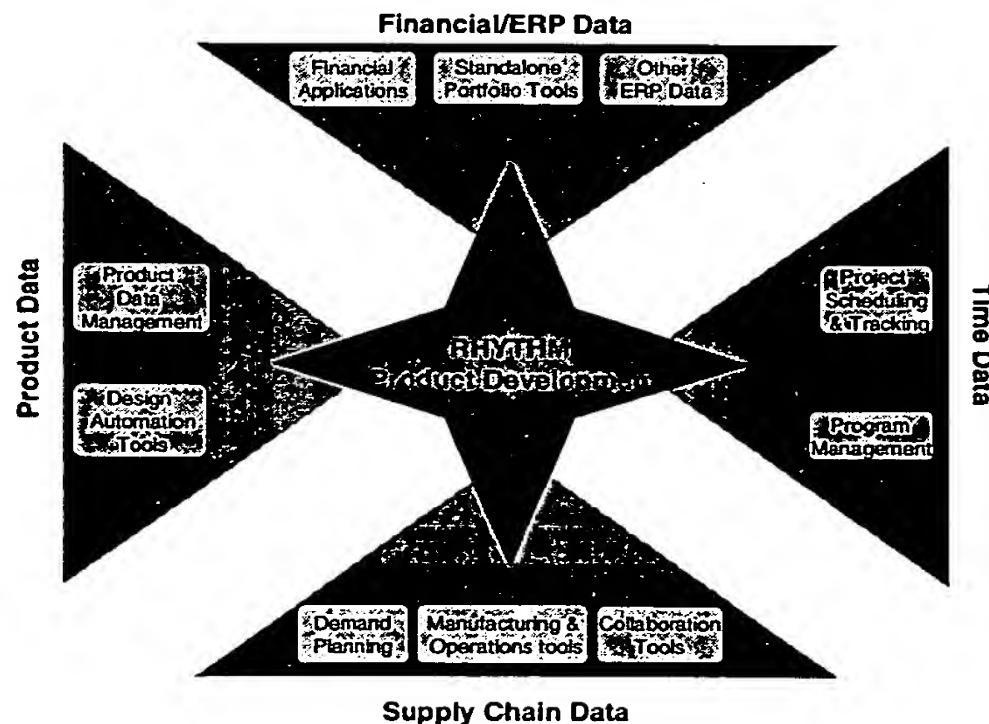 Financial/ERP Data
Financial
Applications
Standalone
Portfolio Tools
Other
ERP Data
Product Data
Product
Data
Management
Design
Automation
Tools
RHYTHM
Product Development
Project
Scheduling
& Tracking
Program
Management
Time Data
Demand
Planning
Manufacturing &
Operations tools
Collaboration
Tools
Supply Chain Data